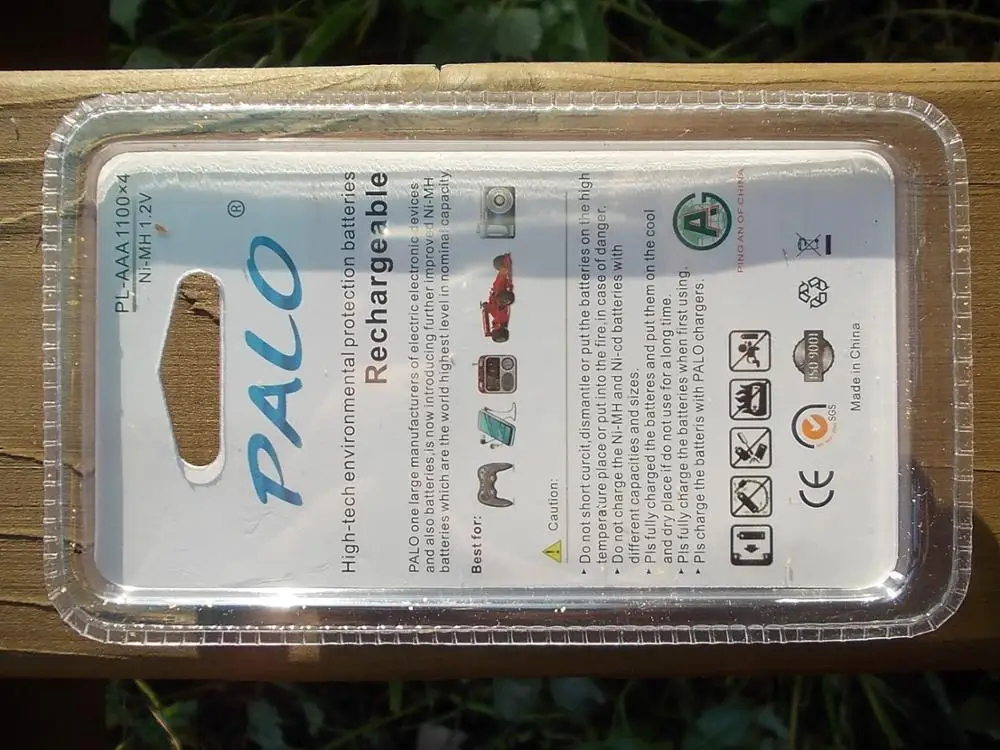 PL-AAA1100×4
Ni-MH 1.2V
PALO®
High-tech environmental protection batteries
Rechargeable
PALO one large manufacturers of electric electronic devices
and also batteries,is now introducing further improved Ni-MH
batteries which are the world highest level in nominal capacity
Best for:
Caution:
▸ Do not short curcit,dismantle or put the batteries on the high
temperature place or put into the fire,in case of danger.
▸ Do not charge the Ni-MH and Ni-cd batteries with
different capacities and sizes.
▸ Pls fully charged the batteres and put them on the cool
and dry place if do not use for a long time.
▸ Pls fully charge the batteries when first using.
▸ Pls charge the batteris with PALO chargers.
PING AN OF CHINA
CE
SGS
ISO 9001
Made in China